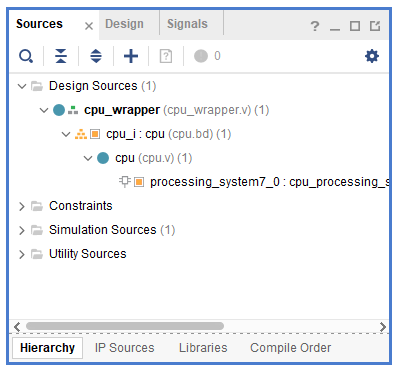 Sources × Design Signals ? _
0
Design Sources (1)
cpu_wrapper (cpu_wrapper.v) (1)
cpu_i : cpu (cpu.bd) (1)
cpu (cpu.v) (1)
processing_system7_0 : cpu_processing_s
Constraints
Simulation Sources (1)
Utility Sources
Hierarchy IP Sources Libraries Compile Order